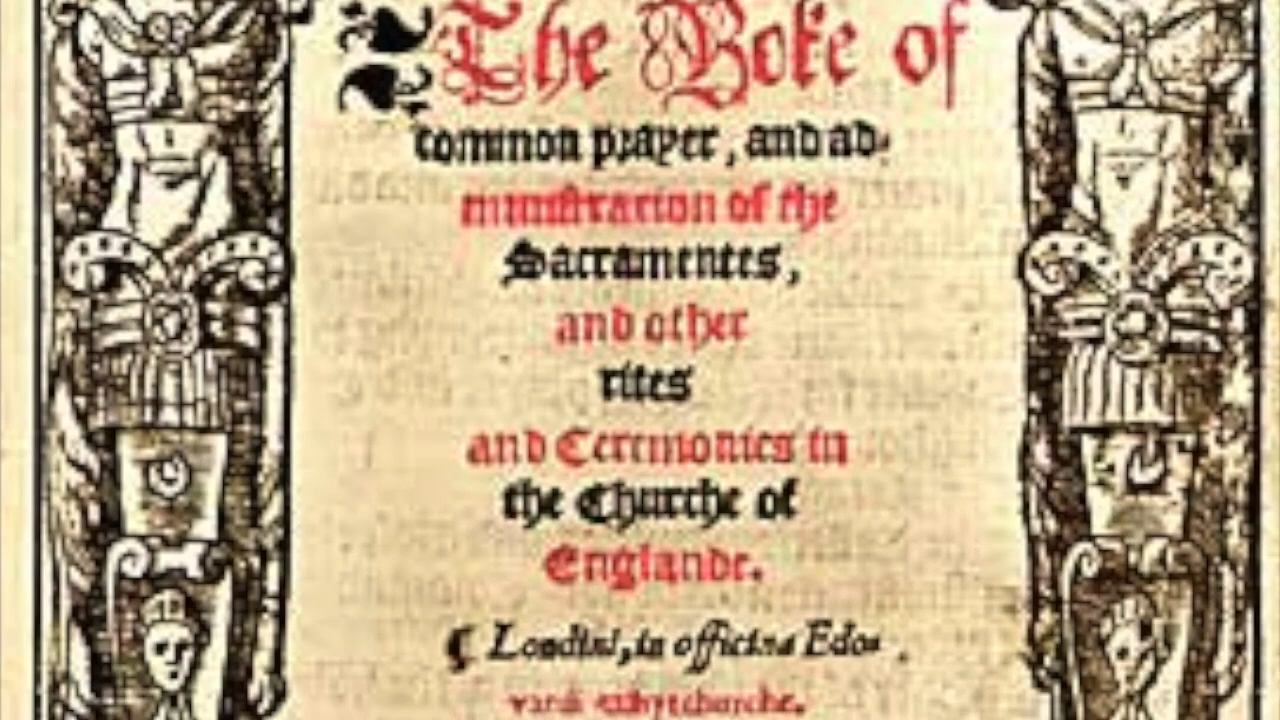 The Boke of
common prayer, and ad-
ministracion of the
Sacramentes,
and other
rites
and Ceremonies in
the Churche of
Englande.
¶ Londini, in officina Edo-
vardi Whytchurche.